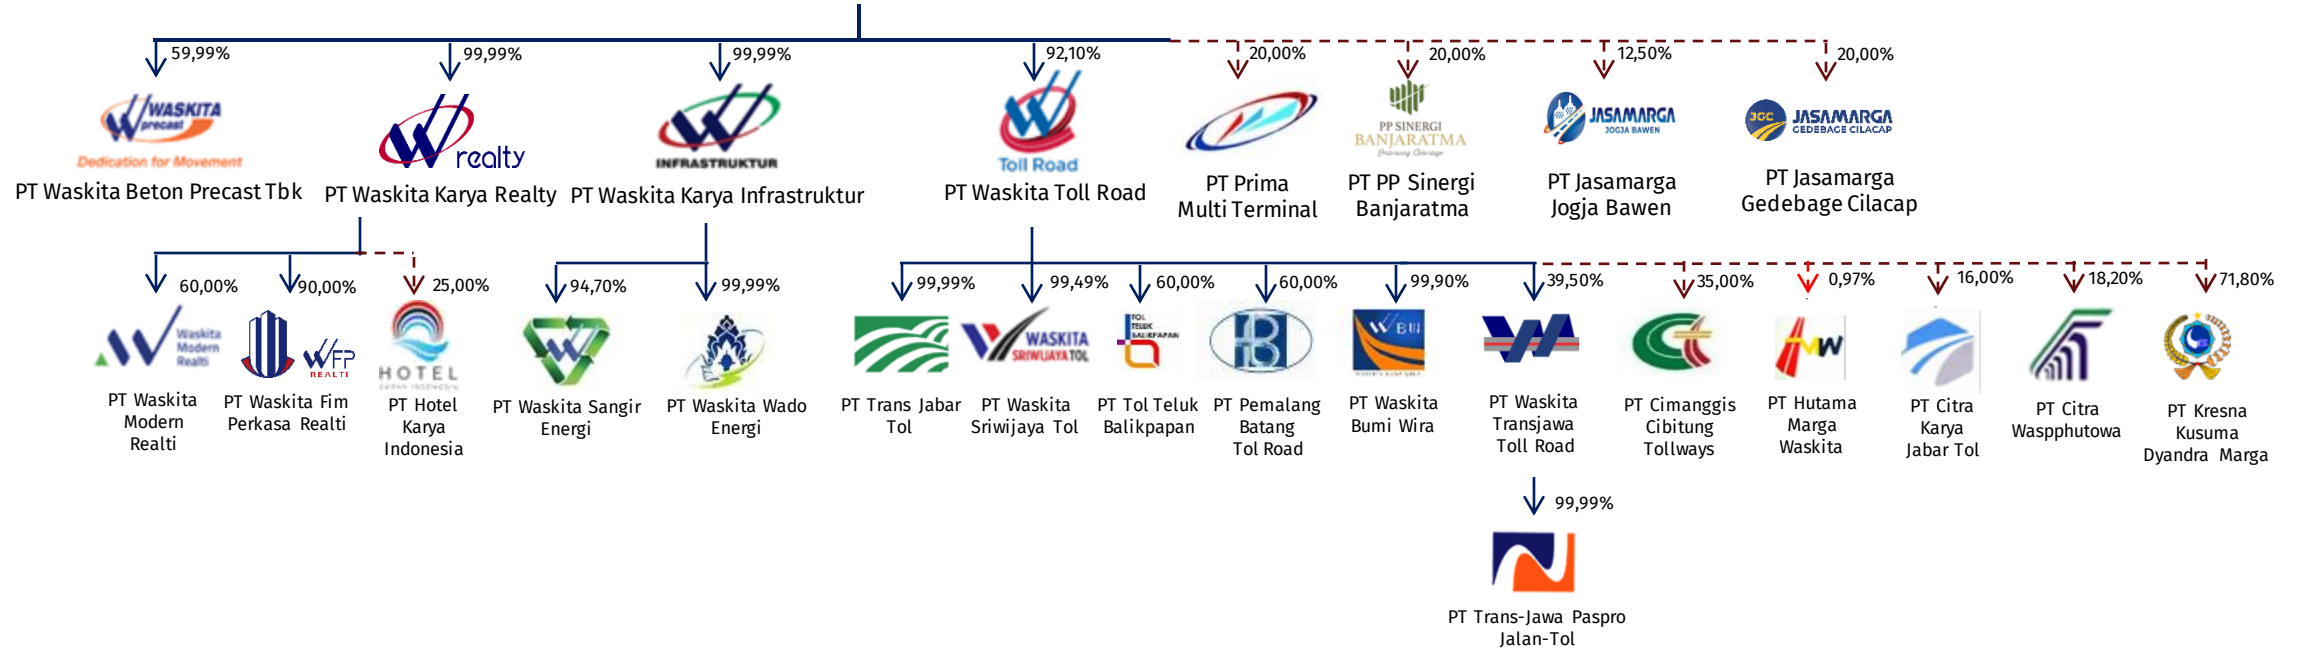 59,99%
99,99%
99,99%
92,10%
20,00%
20,00%
12,50%
20,00%
WASKITA
precast
Dedication for Movement
realty
INFRASTRUKTUR
Toll Road
PP SINERGI
BANJARATMA
JASAMARGA
JOGJA BAWEN
JGC
JASAMARGA
GEDEBAGE CILACAP
PT Waskita Beton Precast Tbk
PT Waskita Karya Realty
PT Waskita Karya Infrastruktur
PT Waskita Toll Road
PT Prima
Multi Terminal
PT PP Sinergi
Banjaratma
PT Jasamarga
Jogja Bawen
PT Jasamarga
Gedebage Cilacap
60,00%
90,00%
25,00%
94,70%
99,99%
99,99%
99,49%
60,00%
60,00%
99,90%
39,50%
35,00%
0,97%
16,00%
18,20%
71,80%
Waskita
Modern
Realti
WFP
REALTI
HOTEL
WASKITA
SRIWIJAYA TOL
TOL
TELUK
BALIKPAPAN
PT Waskita
Modern
Realti
PT Waskita Fim
Perkasa Realti
PT Hotel
Karya
Indonesia
PT Waskita Sangir
Energi
PT Waskita Wado
Energi
PT Trans Jabar
Tol
PT Waskita
Sriwijaya Tol
PT Tol Teluk
Balikpapan
PT Pemalang
Batang
Tol Road
PT Waskita
Bumi Wira
PT Waskita
Transjawa
Toll Road
PT Cimanggis
Cibitung
Tollways
PT Hutama
Marga
Waskita
PT Citra
Karya
Jabar Tol
PT Citra
Waspphutowa
PT Kresna
Kusuma
Dyandra Marga
99,99%
PT Trans-Jawa Paspro
Jalan-Tol